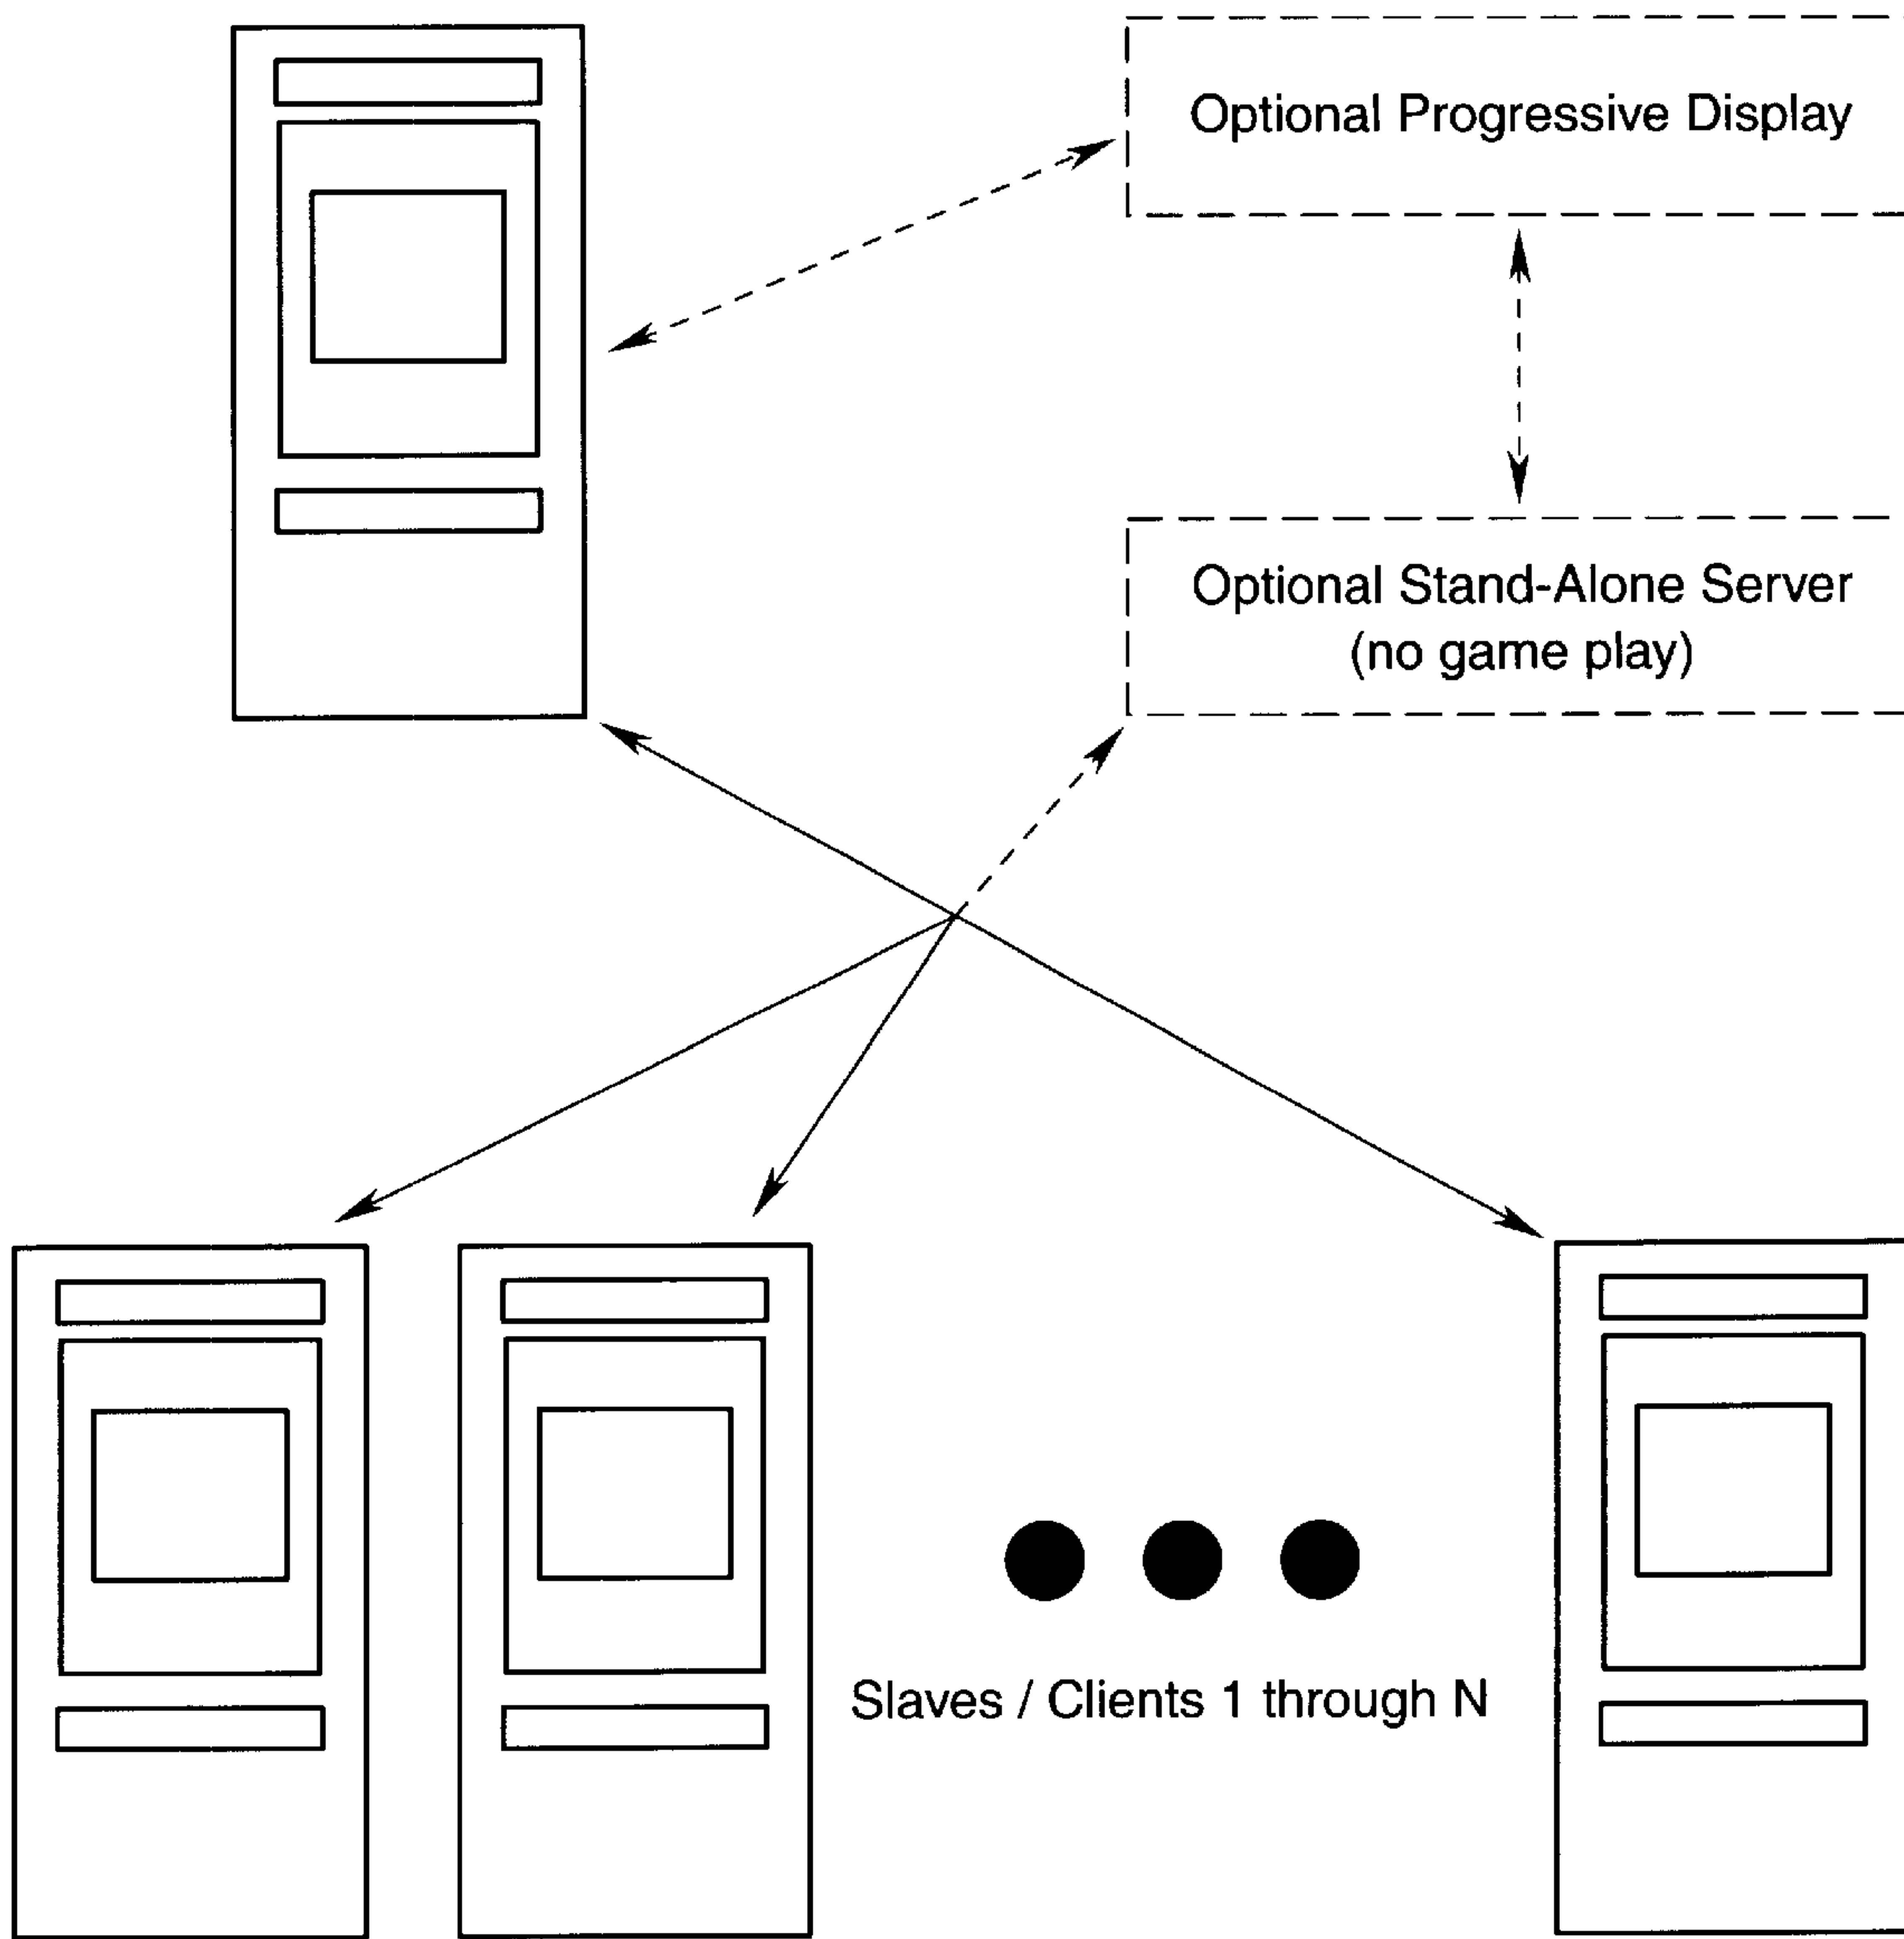 Optional Progressive Display
Optional Stand-Alone Server
(no game play)
Slaves / Clients 1 through N